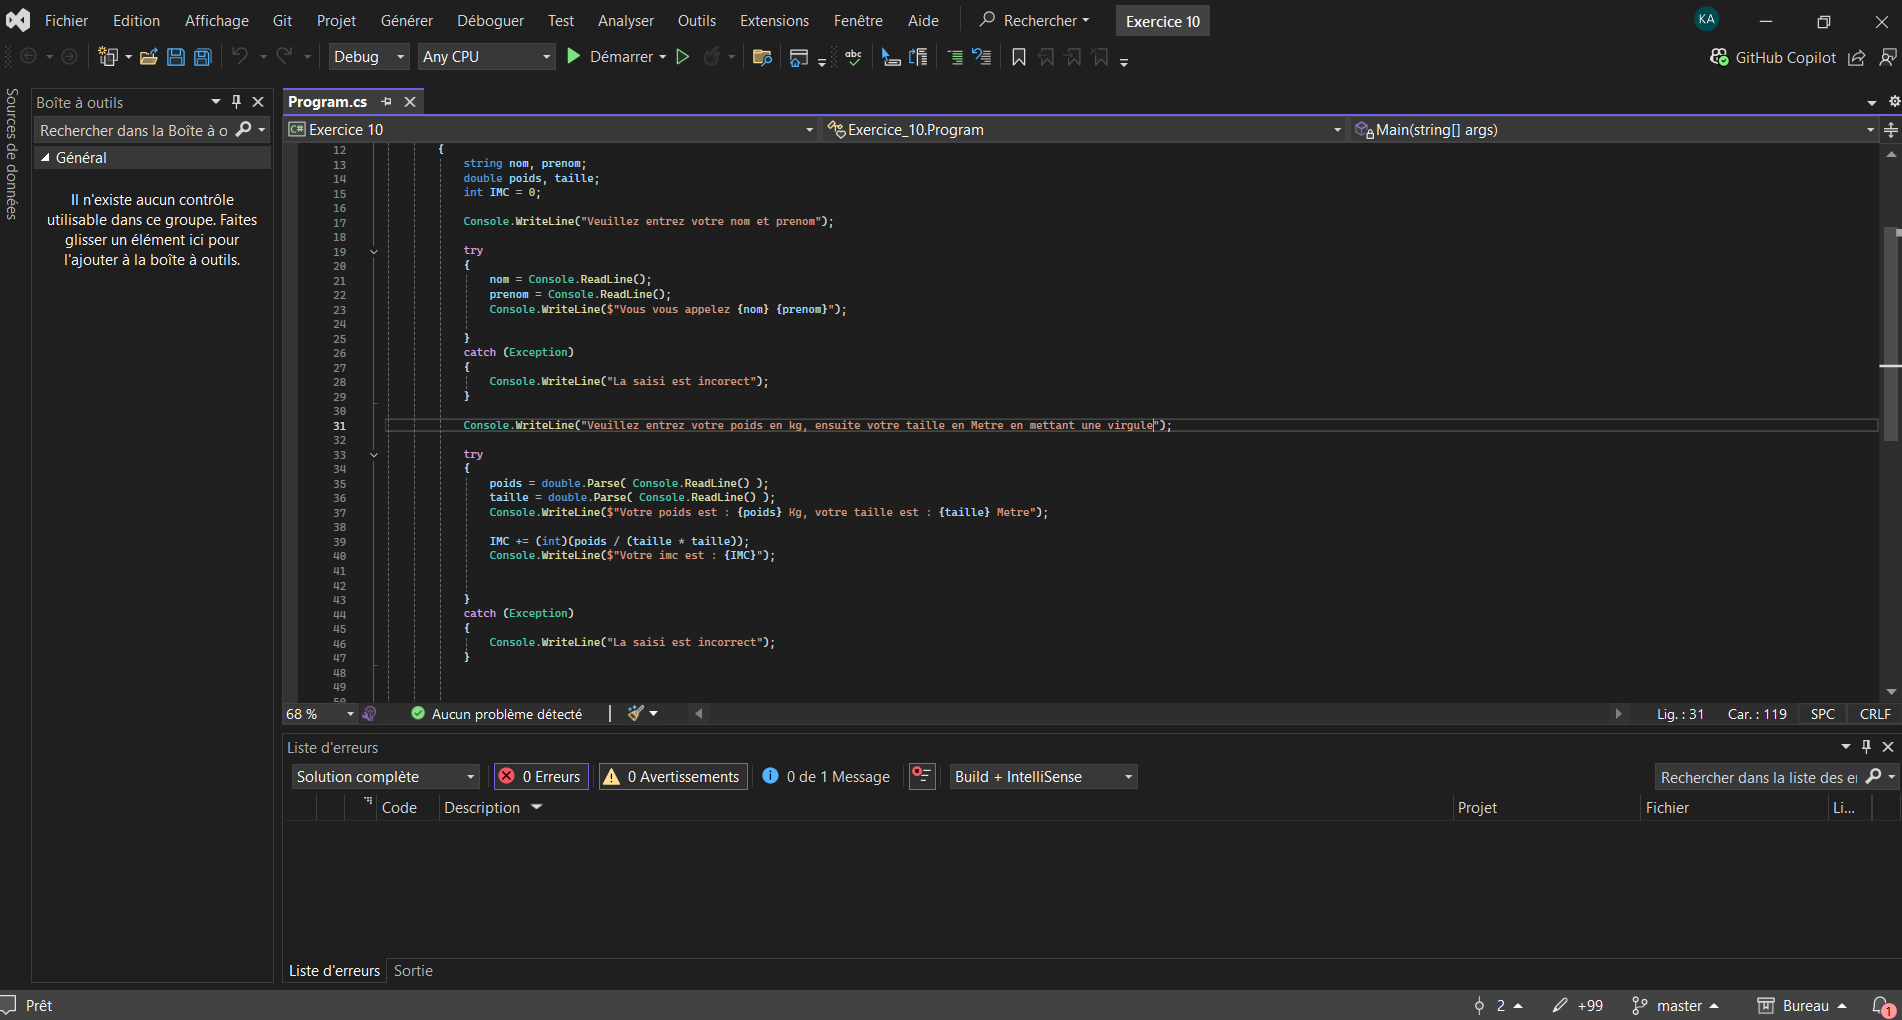 Fichier Edition Affichage Git Projet Générer Déboguer Test Analyser Outils Extensions Fenêtre Aide Rechercher Exercice 10 KA
Debug Any CPU Démarrer abc GitHub Copilot
Sources de données
Boîte à outils
Rechercher dans la Boîte à o
Général
Il n'existe aucun contrôle
utilisable dans ce groupe. Faites
glisser un élément ici pour
l'ajouter à la boîte à outils.
Program.cs
C# Exercice 10 Exercice_10.Program Main(string[] args)
12 {
13 string nom, prenom;
14 double poids, taille;
15 int IMC = 0;
16
17 Console.WriteLine("Veuillez entrez votre nom et prenom");
18
19 try
20 {
21 nom = Console.ReadLine();
22 prenom = Console.ReadLine();
23 Console.WriteLine($"Vous vous appelez {nom} {prenom}");
24
25 }
26 catch (Exception)
27 {
28 Console.WriteLine("La saisi est incorect");
29 }
30
31 Console.WriteLine("Veuillez entrez votre poids en kg, ensuite votre taille en Metre en mettant une virgule");
32
33 try
34 {
35 poids = double.Parse( Console.ReadLine() );
36 taille = double.Parse( Console.ReadLine() );
37 Console.WriteLine($"Votre poids est : {poids} Kg, votre taille est : {taille} Metre");
38
39 IMC += (int)(poids / (taille * taille));
40 Console.WriteLine($"Votre imc est : {IMC}");
41
42
43 }
44 catch (Exception)
45 {
46 Console.WriteLine("La saisi est incorrect");
47 }
48
49
50
68 % Aucun problème détecté Lig. : 31 Car. : 119 SPC CRLF
Liste d'erreurs
Solution complète 0 Erreurs 0 Avertissements 0 de 1 Message Build + IntelliSense Rechercher dans la liste des er
Code Description Projet Fichier Li...
Liste d'erreurs Sortie
Prêt 2 +99 master Bureau 1